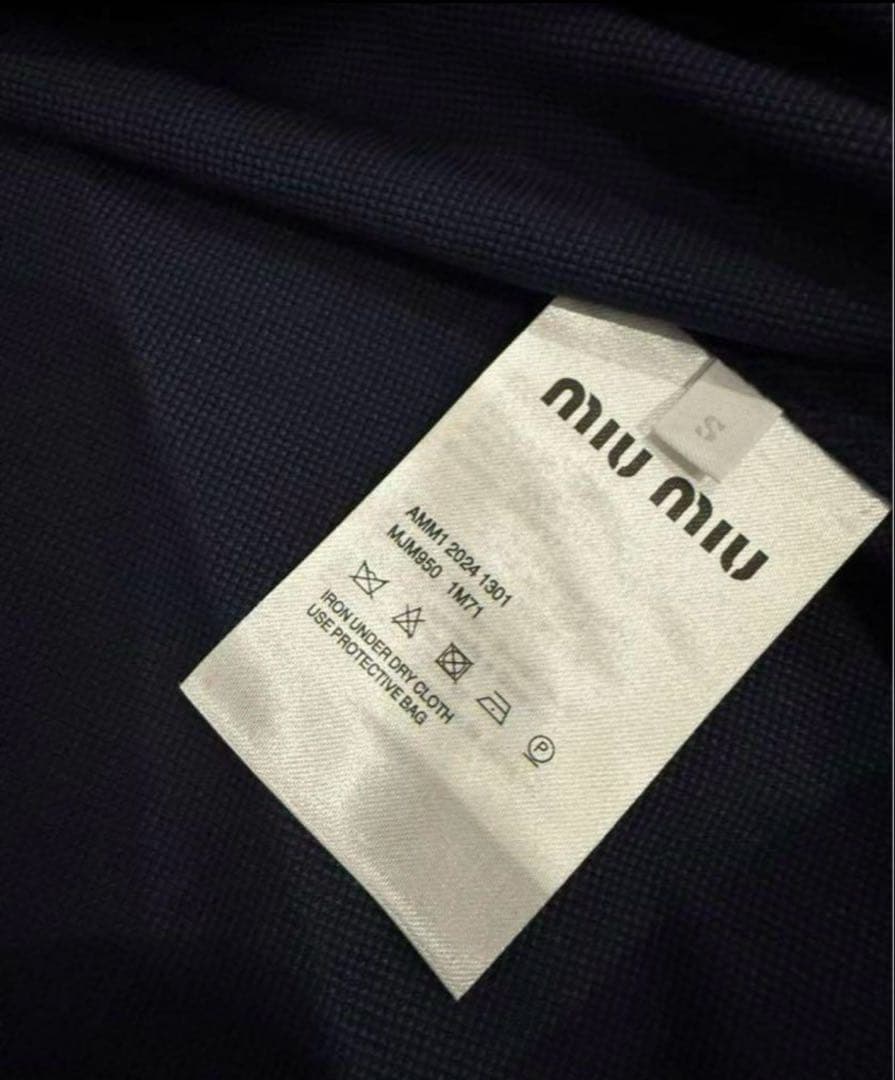 miu miu
S
AMM1 2024 1301
MJM950 1M71
P
IRON UNDER DRY CLOTH
USE PROTECTIVE BAG